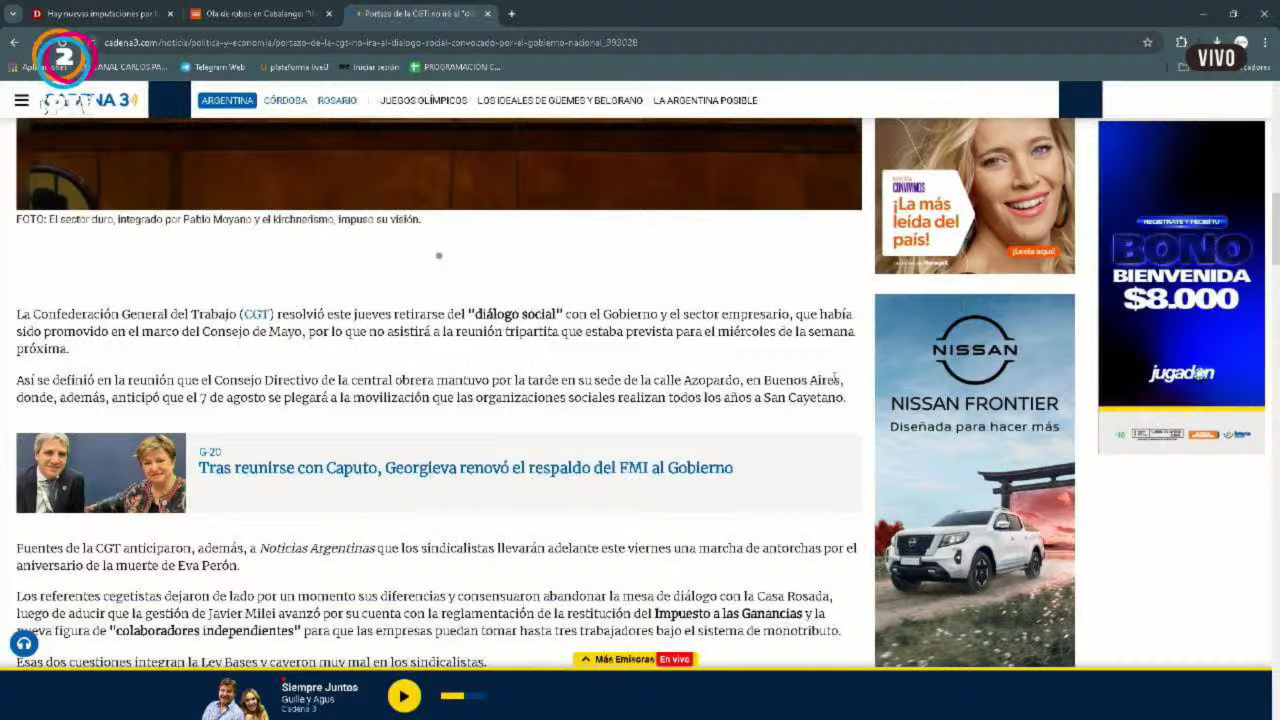 Hay nuevas imputaciones por
Ola de robos en Cabalango: "V
Portazo de la CGT: no irá al "di
cadena3.com/noticia/politica-y-economia/portazo-de-la-cgt-no-ira-al-dialogo-social-convocado-por-el-gobierno-nacional_393028
2
VIVO
CANAL CARLOS PA...
Telegram Web
plataforma liveU
Iniciar sesión
PROGRAMACION C...
CADENA 3
ARGENTINA
CÓRDOBA
ROSARIO
JUEGOS OLÍMPICOS
LOS IDEALES DE GÜEMES Y BELGRANO
LA ARGENTINA POSIBLE
FOTO: El sector duro, integrado por Pablo Moyano y el kirchnerismo, impuso su visión.
La Confederación General del Trabajo (CGT) resolvió este jueves retirarse del "diálogo social" con el Gobierno y el sector empresario, que había
sido promovido en el marco del Consejo de Mayo, por lo que no asistirá a la reunión tripartita que estaba prevista para el miércoles de la semana
próxima.
Así se definió en la reunión que el Consejo Directivo de la central obrera mantuvo por la tarde en su sede de la calle Azopardo, en Buenos Aires,
donde, además, anticipó que el 7 de agosto se plegará a la movilización que las organizaciones sociales realizan todos los años a San Cayetano.
G-20
Tras reunirse con Caputo, Georgieva renovó el respaldo del FMI al Gobierno
Fuentes de la CGT anticiparon, además, a Noticias Argentinas que los sindicalistas llevarán adelante este viernes una marcha de antorchas por el
aniversario de la muerte de Eva Perón.
Los referentes cegetistas dejaron de lado por un momento sus diferencias y consensuaron abandonar la mesa de diálogo con la Casa Rosada,
luego de aducir que la gestión de Javier Milei avanzó por su cuenta con la reglamentación de la restitución del Impuesto a las Ganancias y la
nueva figura de "colaboradores independientes" para que las empresas puedan tomar hasta tres trabajadores bajo el sistema de monotributo.
Esas dos cuestiones integran la Ley Bases y cayeron muy mal en los sindicalistas.
REVISTA
CONVIVIMOS
¡La más
leída del
país!
¡Leela aquí!
NISSAN
NISSAN FRONTIER
Diseñada para hacer más
REGISTRATE Y RECIBÍ TU
BONO
BIENVENIDA
$8.000
jugadon
+18
Más Emisoras En vivo
Siempre Juntos
Guille y Agus
Cadena 3